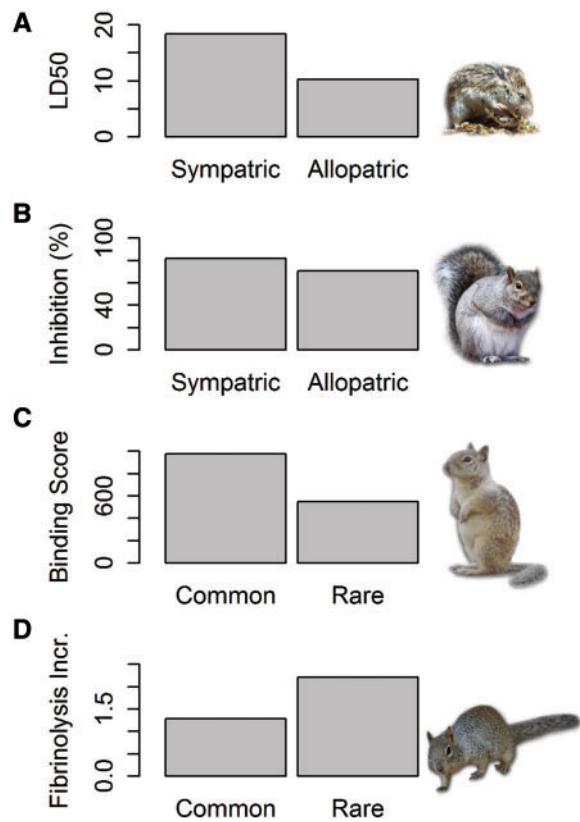 A
LD50
20
10
0
Sympatric Allopatric
B
Inhibition (%)
100
40
0
Sympatric Allopatric
C
Binding Score
600
0
Common Rare
D
Fibrinolysis Incr.
1.5
0.0
Common Rare